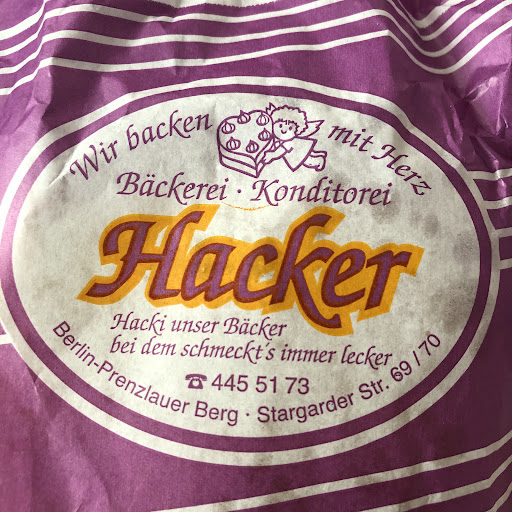 Wir backen mit Herz
Bäckerei · Konditorei
Hacker
Hacki unser Bäcker
bei dem schmeckt's immer lecker
☎ 445 51 73
Berlin-Prenzlauer Berg · Stargarder Str. 69 / 70